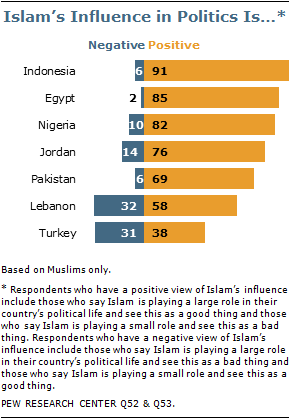 Islam's Influence in Politics Is...*
Negative Positive
Indonesia 6 91
Egypt 2 85
Nigeria 10 82
Jordan 14 76
Pakistan 6 69
Lebanon 32 58
Turkey 31 38
Based on Muslims only.
* Respondents who have a positive view of Islam's influence
include those who say Islam is playing a large role in their
country's political life and see this as a good thing and those
who say Islam is playing a small role and see this as a bad
thing. Respondents who have a negative view of Islam's
influence include those who say Islam is playing a large role
in their country's political life and see this as a bad thing and
those who say Islam is playing a small role and see this as a
good thing.
PEW RESEARCH CENTER Q52 & Q53.